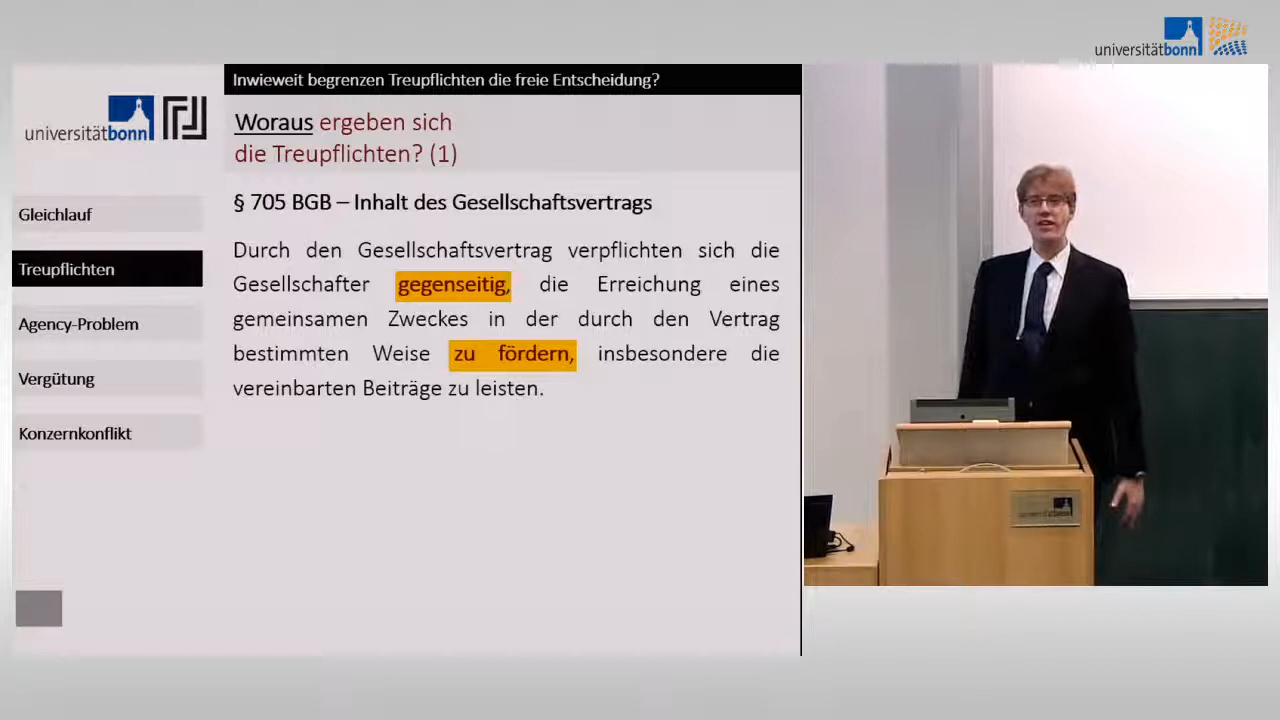 universitätbonn
Inwieweit begrenzen Treupflichten die freie Entscheidung?
universitätbonn
Woraus ergeben sich
die Treupflichten? (1)
Gleichlauf
Treupflichten
Agency-Problem
Vergütung
Konzernkonflikt
§ 705 BGB – Inhalt des Gesellschaftsvertrags
Durch den Gesellschaftsvertrag verpflichten sich die
Gesellschafter gegenseitig, die Erreichung eines
gemeinsamen Zweckes in der durch den Vertrag
bestimmten Weise zu fördern, insbesondere die
vereinbarten Beiträge zu leisten.
universitätbonn